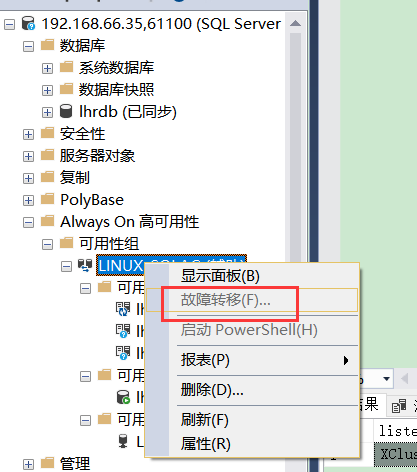 192.168.66.35,61100 (SQL Server
数据库
系统数据库
数据库快照
lhrdb (已同步)
安全性
服务器对象
复制
PolyBase
Always On 高可用性
可用性组
显示面板(B)
可用
故障转移(F)...
lh
lh
启动 PowerShell(H)
lh
报表(P)
可用
删除(D)...
结果
lh
liste
可用
刷新(F)
XClus
L
属性(R)
管理